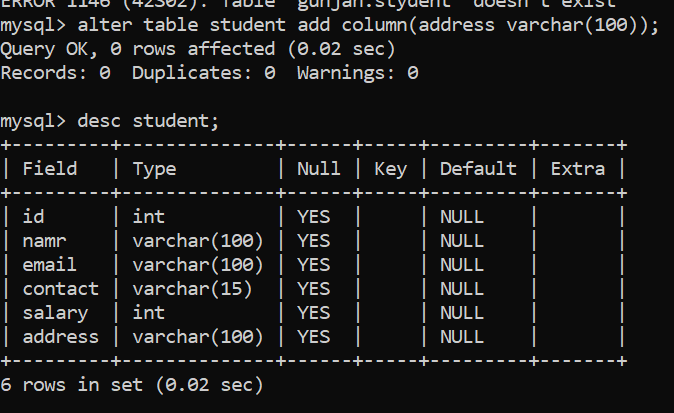 ERROR 1146 (42S02): Table 'gunjan.stydent' doesn't exist
mysql> alter table student add column(address varchar(100));
Query OK, 0 rows affected (0.02 sec)
Records: 0  Duplicates: 0  Warnings: 0

mysql> desc student;
+---------+--------------+------+-----+---------+-------+
| Field   | Type         | Null | Key | Default | Extra |
+---------+--------------+------+-----+---------+-------+
| id      | int          | YES  |     | NULL    |       |
| namr    | varchar(100) | YES  |     | NULL    |       |
| email   | varchar(100) | YES  |     | NULL    |       |
| contact | varchar(15)  | YES  |     | NULL    |       |
| salary  | int          | YES  |     | NULL    |       |
| address | varchar(100) | YES  |     | NULL    |       |
+---------+--------------+------+-----+---------+-------+
6 rows in set (0.02 sec)